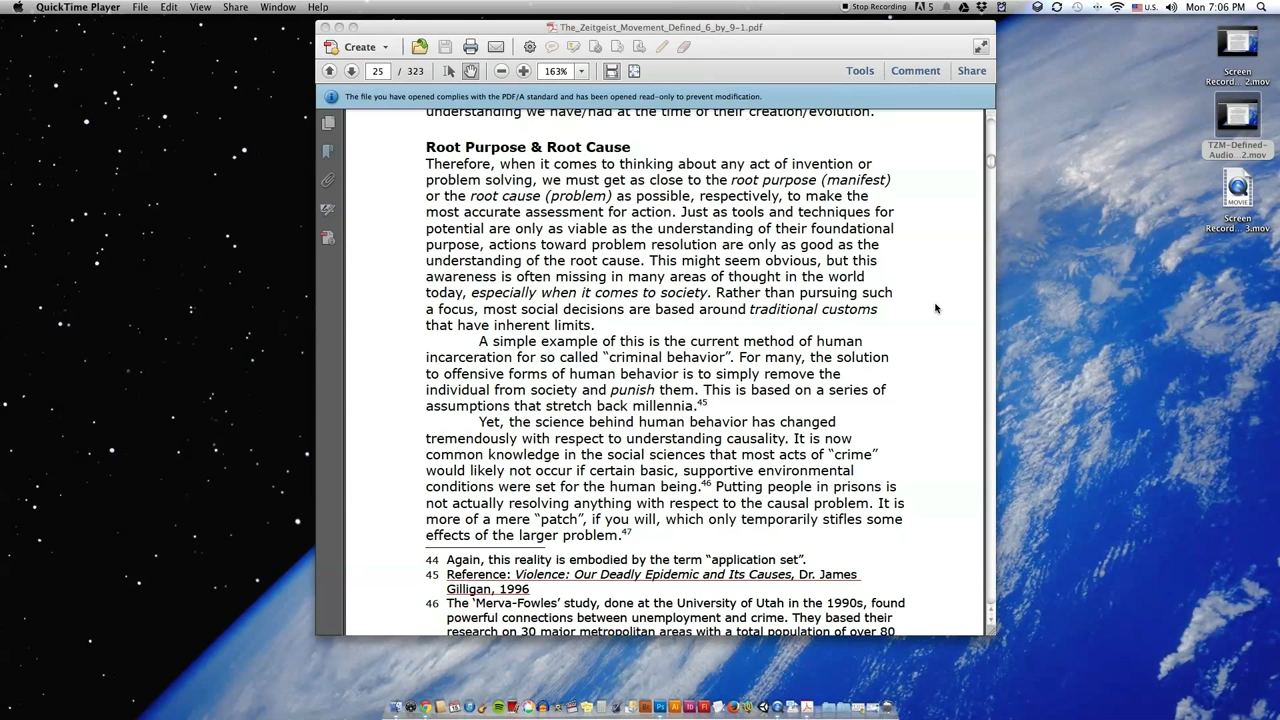 QuickTime Player File Edit View Share Window Help
Stop Recording 5 U.S. Mon 7:06 PM
The_Zeitgeist_Movement_Defined_6_by_9-1.pdf
Create
25 / 323 163% Tools Comment Share
The file you have opened complies with the PDF/A standard and has been opened read-only to prevent modification.
understanding we have/had at the time of their creation/evolution.
Root Purpose & Root Cause
Therefore, when it comes to thinking about any act of invention or
problem solving, we must get as close to the root purpose (manifest)
or the root cause (problem) as possible, respectively, to make the
most accurate assessment for action. Just as tools and techniques for
potential are only as viable as the understanding of their foundational
purpose, actions toward problem resolution are only as good as the
understanding of the root cause. This might seem obvious, but this
awareness is often missing in many areas of thought in the world
today, especially when it comes to society. Rather than pursuing such
a focus, most social decisions are based around traditional customs
that have inherent limits.
A simple example of this is the current method of human
incarceration for so called “criminal behavior”. For many, the solution
to offensive forms of human behavior is to simply remove the
individual from society and punish them. This is based on a series of
assumptions that stretch back millennia.45
Yet, the science behind human behavior has changed
tremendously with respect to understanding causality. It is now
common knowledge in the social sciences that most acts of “crime”
would likely not occur if certain basic, supportive environmental
conditions were set for the human being.46 Putting people in prisons is
not actually resolving anything with respect to the causal problem. It is
more of a mere “patch”, if you will, which only temporarily stifles some
effects of the larger problem.47
44 Again, this reality is embodied by the term “application set”.
45 Reference: Violence: Our Deadly Epidemic and Its Causes, Dr. James
Gilligan, 1996
46 The ‘Merva-Fowles’ study, done at the University of Utah in the 1990s, found
powerful connections between unemployment and crime. They based their
research on 30 major metropolitan areas with a total population of over 80
Screen
Record... 2.mov
TZM-Defined-
Audio...2.mov
MOVIE
Screen
Record... 3.mov